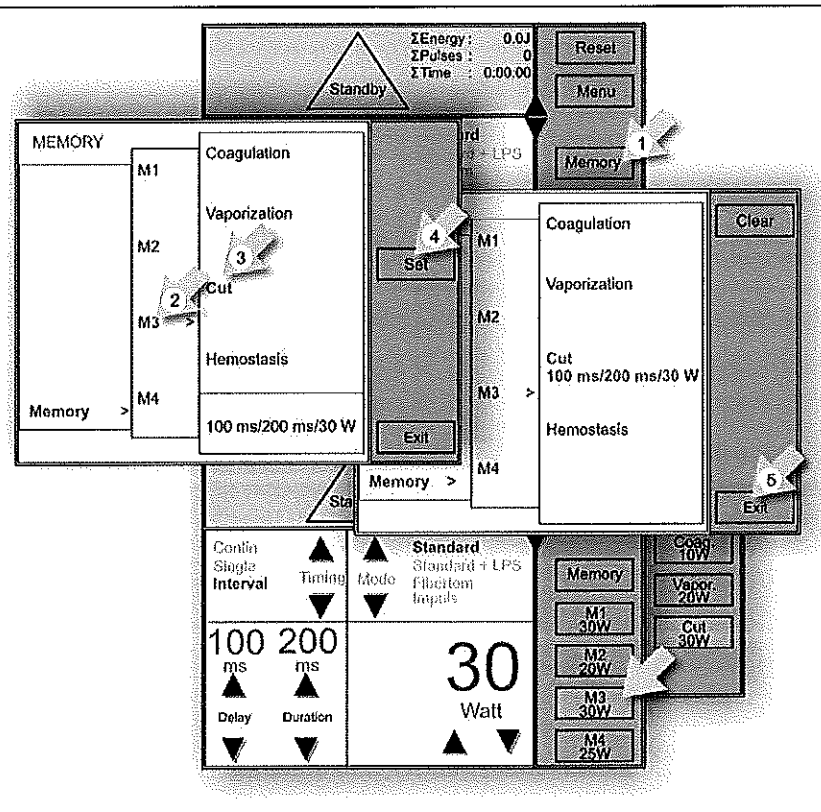 ΣEnergy : 0.0J
ΣPulses : 0
ΣTime : 0:00:00
Standby
Reset
Menu
Memory
1
MEMORY
M1
M2
M3 >
M4
Memory >
Coagulation
Vaporization
Cut
Hemostasis
100 ms/200 ms/30 W
2
3
4
Set
Exit
+ LPS
M1
M2
M3 >
M4
Memory >
Coagulation
Vaporization
Cut
100 ms/200 ms/30 W
Hemostasis
Clear
5
Exit
Contin
Single
Interval
Timing
Mode
Standard
Standard + LPS
Fibertom
Impuls
100 200
ms ms
Delay Duration
30
Watt
Memory
M1
30W
M2
20W
M3
30W
M4
25W
Coag.
10W
Vapor.
20W
Cut
30W